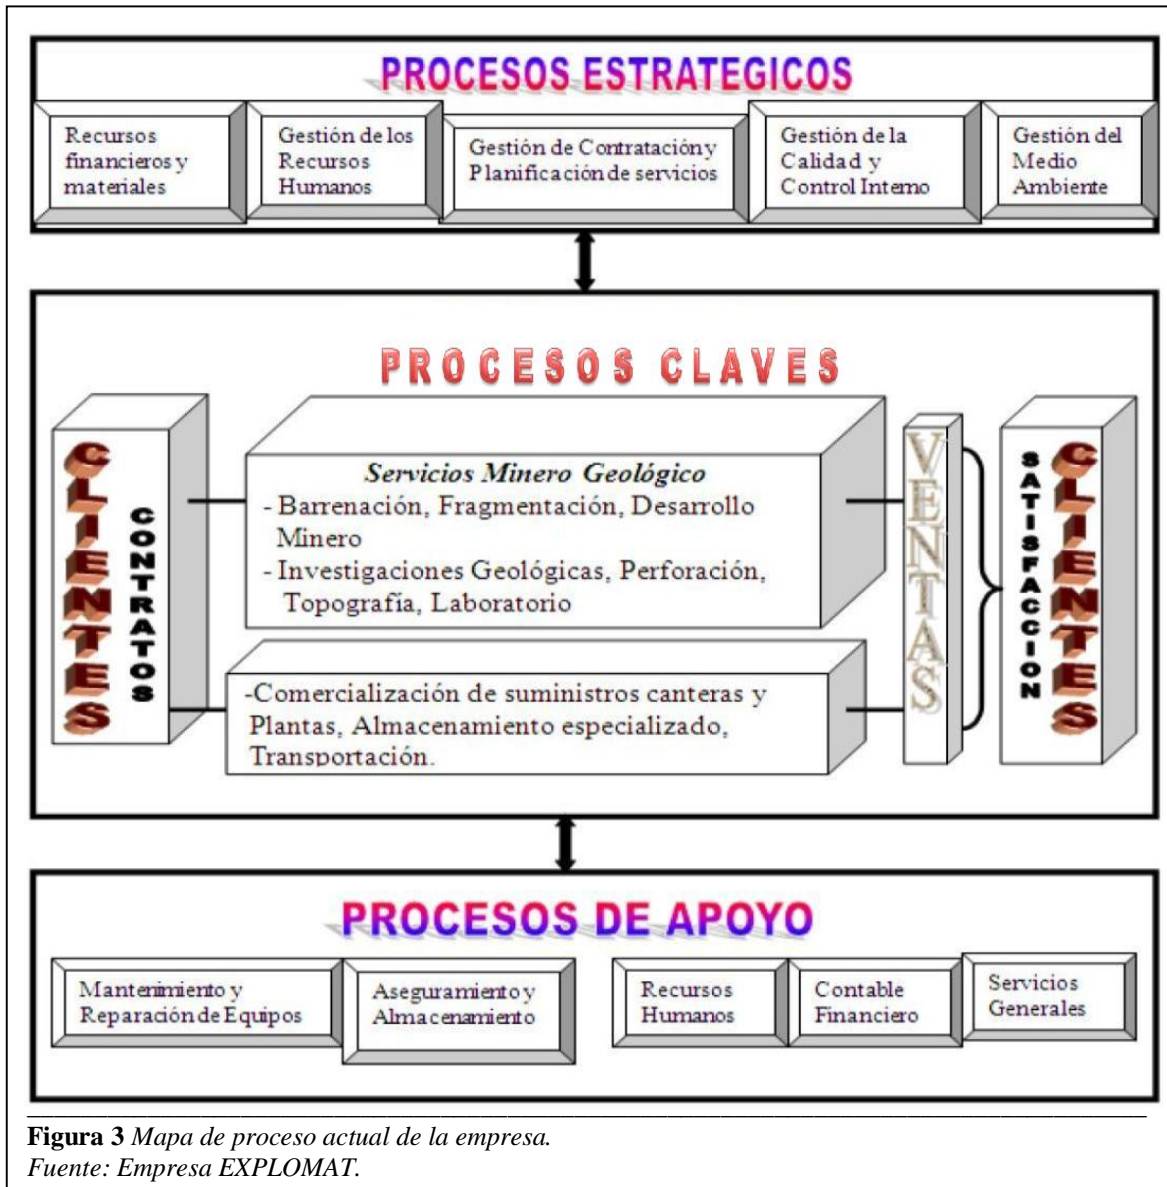 PROCESOS ESTRATEGICOS
Recursos
financieros y
materiales
Gestión de los
Recursos
Humanos
Gestión de Contratación y
Planificación de servicios
Gestión de la
Calidad y
Control Interno
Gestión del
Medio
Ambiente
PROCESOS CLAVES
CLIENTES
CONTRATOS
Servicios Minero Geológico
- Barrenación, Fragmentación, Desarrollo
Minero
- Investigaciones Geológicas, Perforación,
Topografía, Laboratorio
-Comercialización de suministros canteras y
Plantas, Almacenamiento especializado,
Transportación.
VENTAS
SATISFACCION
CLIENTES
PROCESOS DE APOYO
Mantenimiento y
Reparación de Equipos
Aseguramiento y
Almacenamiento
Recursos
Humanos
Contable
Financiero
Servicios
Generales
Figura 3 Mapa de proceso actual de la empresa.
Fuente: Empresa EXPLOMAT.